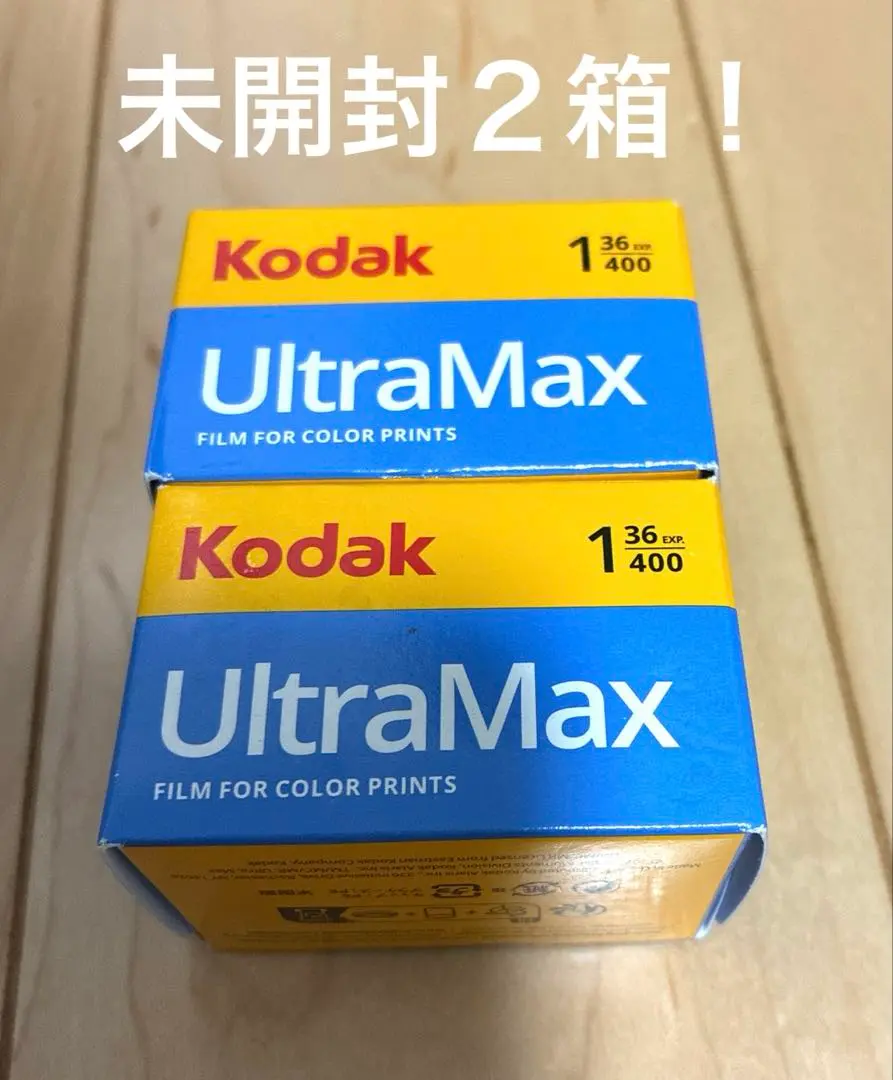 未開封２箱！
Kodak
1 36 EXP. 400
UltraMax
FILM FOR COLOR PRINTS
Kodak
1 36 EXP. 400
UltraMax
FILM FOR COLOR PRINTS